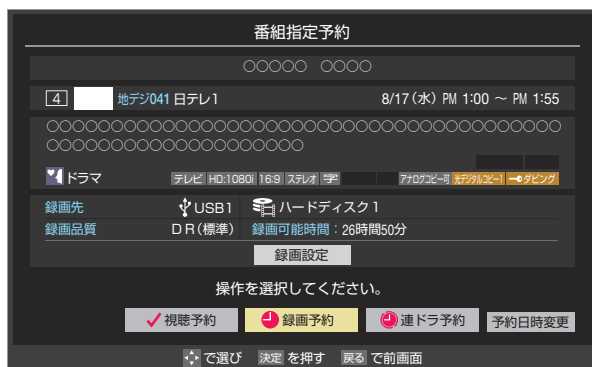 番組指定予約
○○○○○ ○○○○
4 地デジ041 日テレ1 8/17(水) PM 1:00 ～ PM 1:55
○○○○○○○○○○○○○○○○○○○○○○○○○○○○○○
○○○○○○○○○○○○○○○
ドラマ テレビ HD:1080i 16:9 ステレオ 字 アナログコピー可 光デジタルコピー1 ダビング
録画先 USB1 ハードディスク1
録画品質 DR(標準) 録画可能時間：26時間50分
録画設定
操作を選択してください。
視聴予約 録画予約 連ドラ予約 予約日時変更
で選び 決定 を押す 戻る で前画面